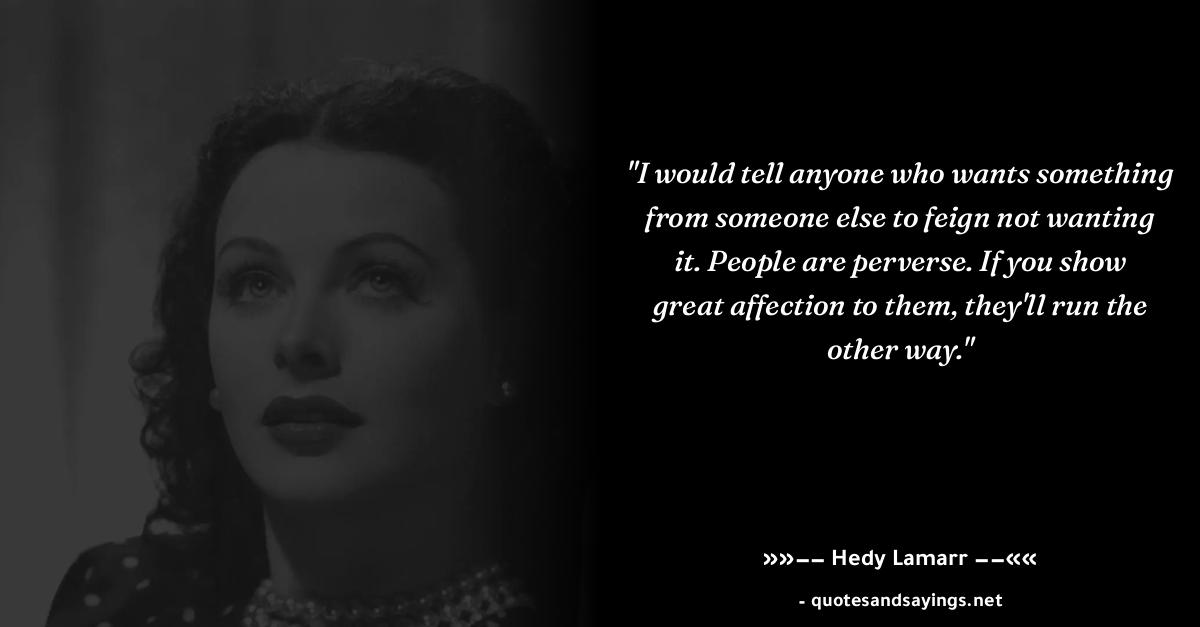 "I would tell anyone who wants something
from someone else to feign not wanting
it. People are perverse. If you show
great affection to them, they'll run the
other way."
»»–– Hedy Lamarr ––««
- quotesandsayings.net